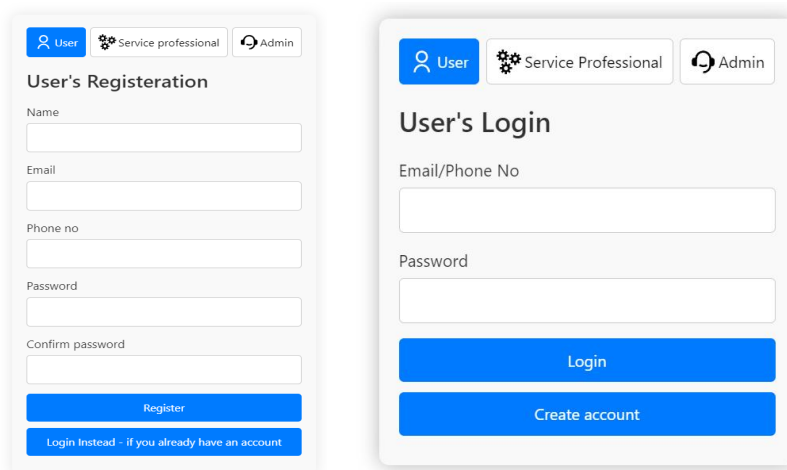 User Service professional Admin
User's Registeration
Name
Email
Phone no
Password
Confirm password
Register
Login Instead - if you already have an account
User Service Professional Admin
User's Login
Email/Phone No
Password
Login
Create account